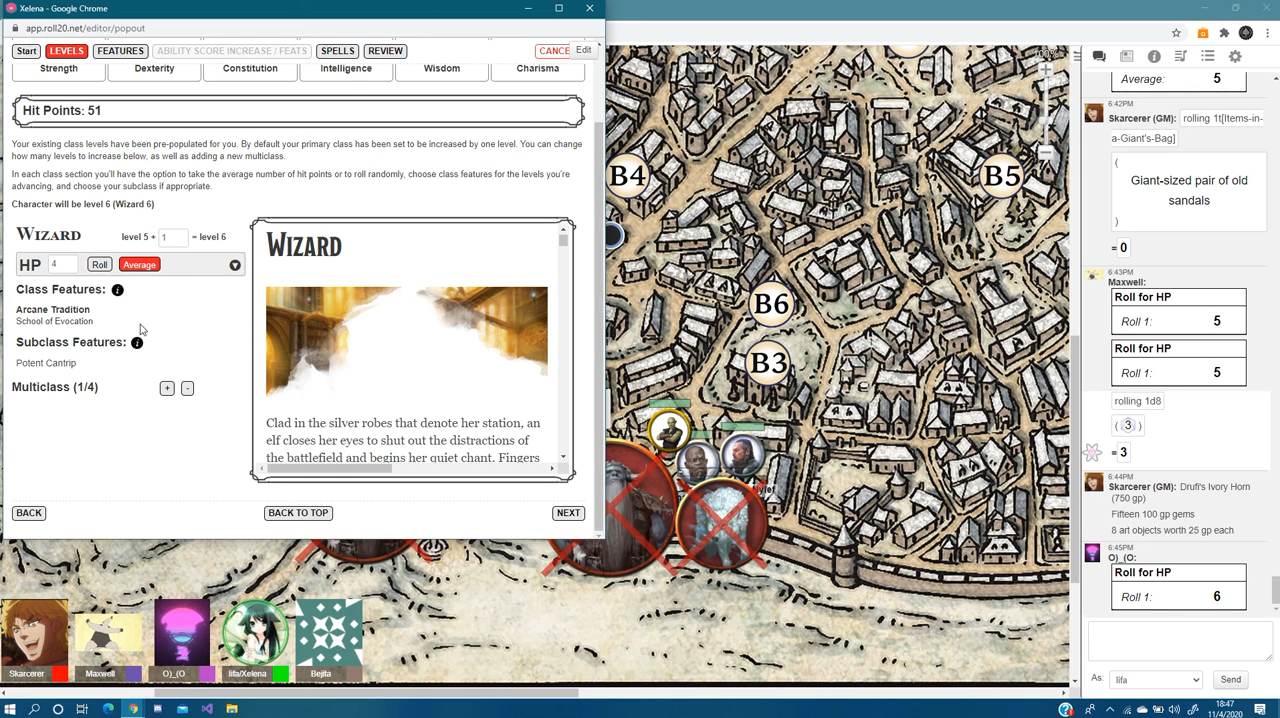 Xelena - Google Chrome
app.roll20.net/editor/popout
Start
LEVELS
FEATURES
ABILITY SCORE INCREASE / FEATS
SPELLS
REVIEW
CANCE
Edit
Strength
Dexterity
Constitution
Intelligence
Wisdom
Charisma
Hit Points: 51
Your existing class levels have been pre-populated for you. By default your primary class has been set to be increased by one level. You can change
how many levels to increase below, as well as adding a new multiclass.
In each class section you'll have the option to take the average number of hit points or to roll randomly, choose class features for the levels you're
advancing, and choose your subclass if appropriate.
Character will be level 6 (Wizard 6)
Wizard
level 5 + 1 = level 6
HP 4
Roll
Average
Class Features:
Arcane Tradition
School of Evocation
Subclass Features:
Potent Cantrip
Multiclass (1/4)
+
-
Wizard
Clad in the silver robes that denote her station, an
elf closes her eyes to shut out the distractions of
the battlefield and begins her quiet chant. Fingers
BACK
BACK TO TOP
NEXT
B4
B5
B6
B3
Skarcerer
Maxwell
O)_(O
lifa/Xelena
Bejita
Average: 5
6:42PM
Skarcerer (GM): rolling 1t[Items-in-
a-Giant's-Bag]
(
Giant-sized pair of old
sandals
)
= 0
6:43PM
Maxwell:
Roll for HP
Roll 1: 5
Roll for HP
Roll 1: 5
rolling 1d8
( 3 )
= 3
6:44PM
Skarcerer (GM): Drufi's Ivory Horn
(750 gp)
Fifteen 100 gp gems
8 art objects worth 25 gp each
6:45PM
O)_(O:
Roll for HP
Roll 1: 6
As:
lifa
Send
18:47
11/4/2020